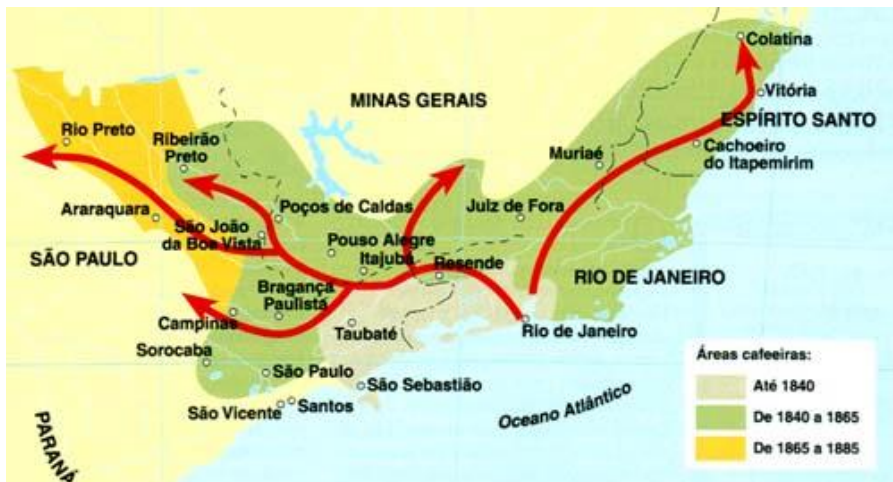 Colatina
MINAS GERAIS
Vitória
ESPÍRITO SANTO
Rio Preto
Ribeirão
Preto
Muriaé
Cachoeiro
do Itapemirim
Araraquara
Poços de Caldas
Juiz de Fora
São João
da Boa Vista
Pouso Alegre
SÃO PAULO
Itajubá
Resende
RIO DE JANEIRO
Bragança
Paulista
Campinas
Taubaté
Rio de Janeiro
Sorocaba
São Paulo
São Sebastião
São Vicente
Santos
Oceano Atlântico
PARANÁ
Áreas cafeeiras:
Até 1840
De 1840 a 1865
De 1865 a 1885